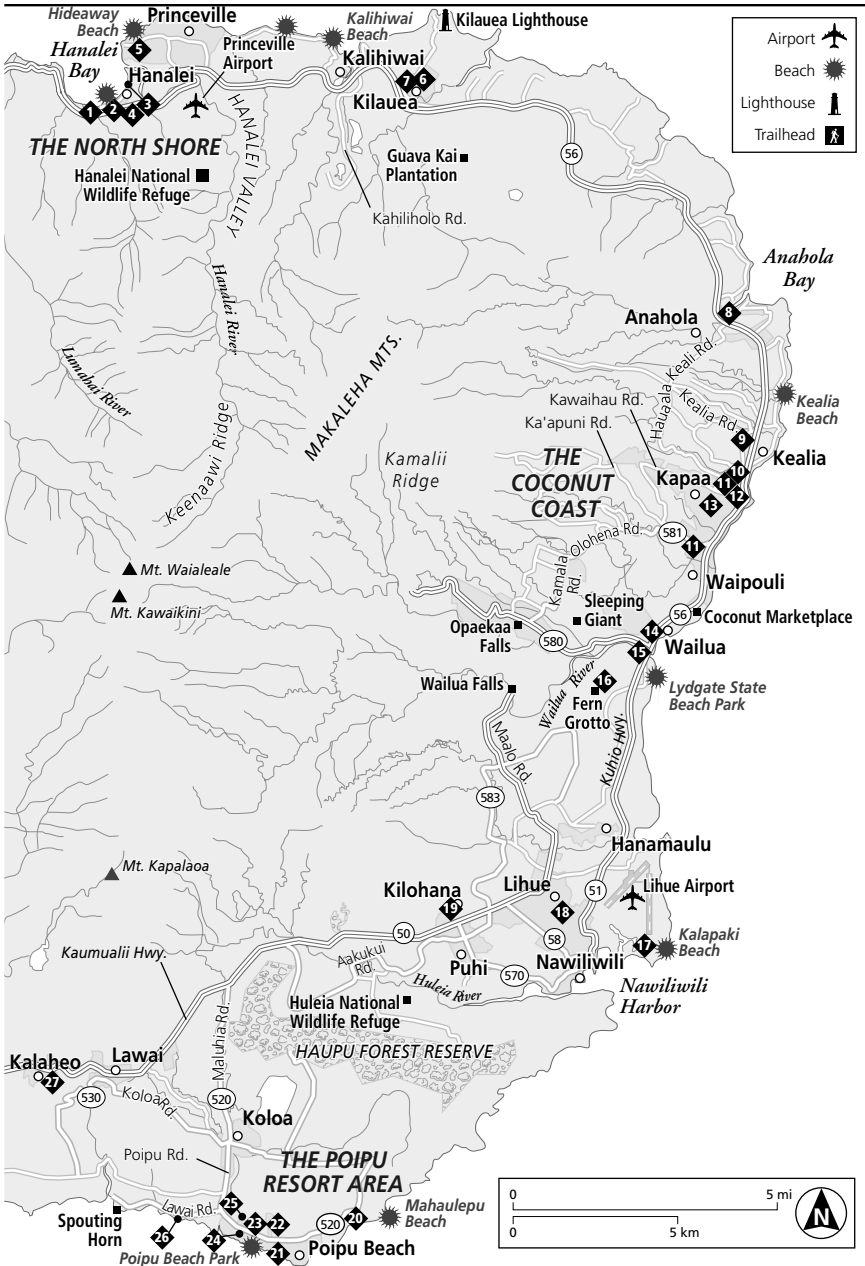 Hideaway
Beach
Princeville
Kalihiwai
Beach
Kilauea Lighthouse
Hanalei
Bay
5
Princeville
Airport
Hanalei
Kalihiwai
7 6
Kilauea
1 2 4 3
THE NORTH SHORE
Hanalei National
Wildlife Refuge
HANALEI VALLEY
Guava Kai
Plantation
Kahiliholo Rd.
56
Airport
Beach
Lighthouse
Trailhead
Hanalei River
Lumahai River
Keenaawi Ridge
MAKALEHA MTS.
Kamalii
Ridge
Anahola
Bay
8
Anahola
Hauaala Keali Rd.
Kealia Rd.
Kawaihau Rd.
Ka'apuni Rd.
Kealia
Beach
9
Kealia
THE
COCONUT
COAST
Kapaa
10
11
12
13
581
Olohena Rd.
11
Kamala
Rd.
Waipouli
Mt. Waialeale
Mt. Kawaikini
Sleeping
Giant
56
Coconut Marketplace
Opaekaa
Falls
580
14
Wailua
15
Wailua Falls
Wailua River
16
Fern
Grotto
Lydgate State
Beach Park
Maalo Rd.
Kuhio Hwy.
583
Hanamaulu
Mt. Kapalaoa
Kilohana
19
Lihue
18
51
Lihue Airport
50
58
17
Kalapaki
Beach
Kaumualii Hwy.
Aakukui
Rd.
Puhi
570
Nawiliwili
Huleia River
Nawiliwili
Harbor
Huleia National
Wildlife Refuge
Maluhia Rd.
HAUPU FOREST RESERVE
Kalaheo
27
Lawai
530
Koloa Rd.
520
Koloa
Poipu Rd.
THE POIPU
RESORT AREA
Lawai Rd.
25
23
22
520
20
Mahaulepu
Beach
Spouting
Horn
26
24
Poipu Beach Park
21
Poipu Beach
0 5 mi
0 5 km
N